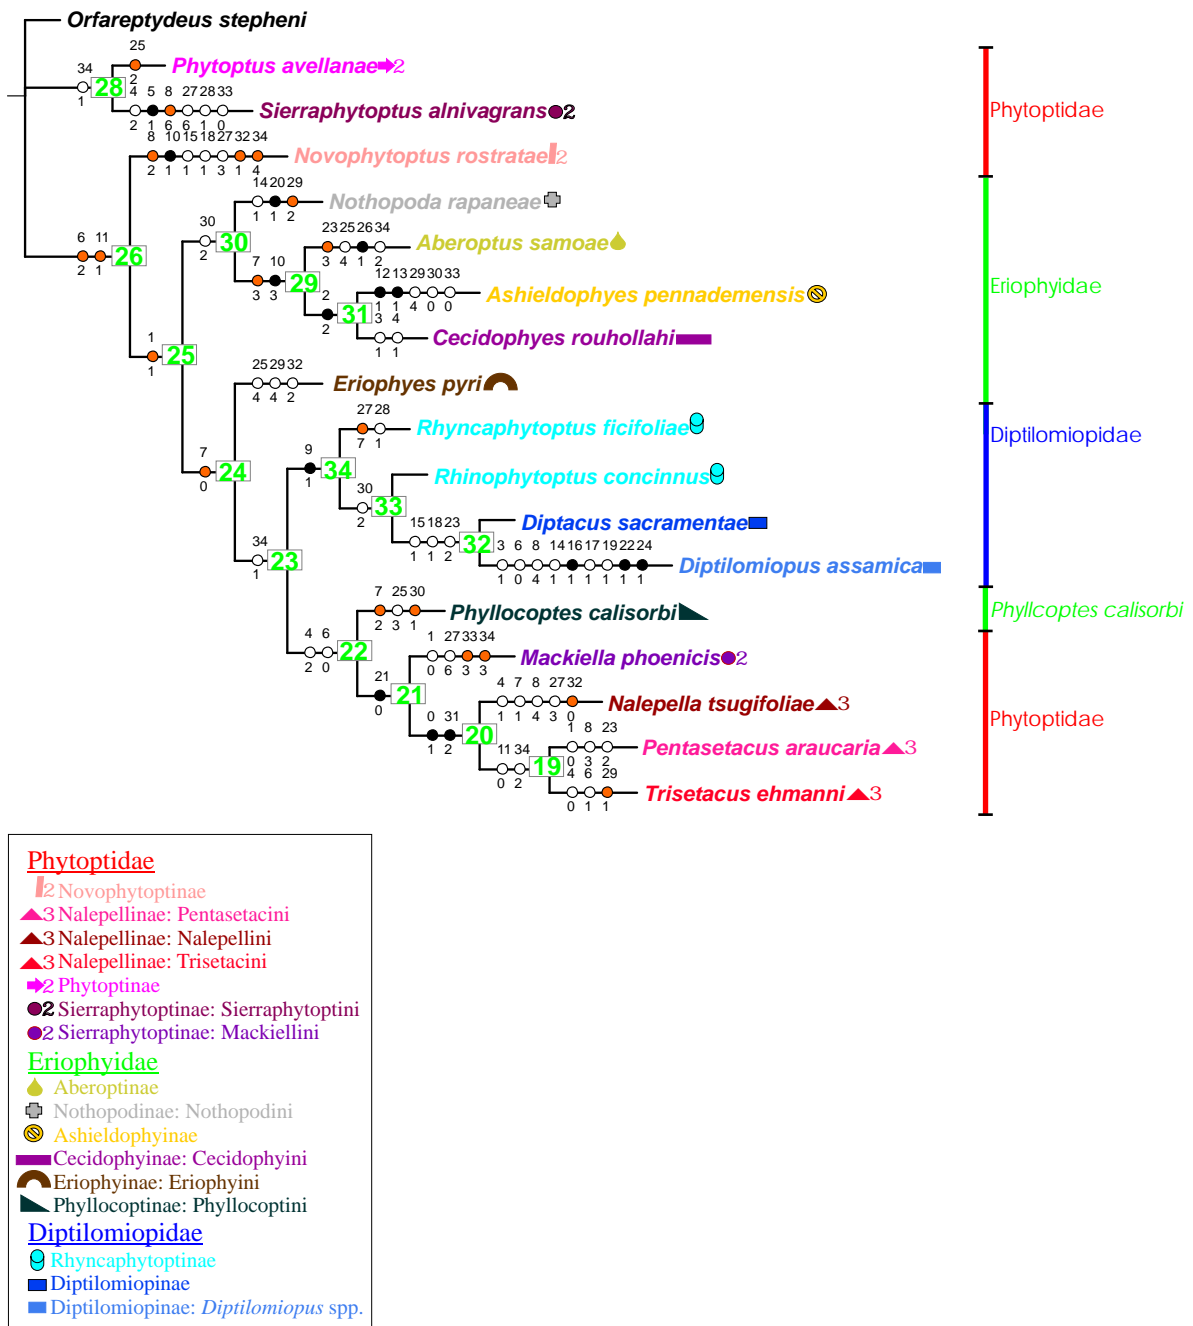 Orfareptydeus stepheni
25
Phytoptus avellanae 2
34
28
2
1
4 5 8 27 28 33
Sierraphytoptus alnivagrans 2
2 1 6 6 1 0
Phytoptidae
8 10 15 18 27 32 34
Novophytoptus rostratae 2
2 1 1 1 3 1 4
14 20 29
Nothopoda rapaneae
1 1 2
30
30
2
23 25 26 34
Aberoptus samoae
3 4 1 2
6 11
26
2 1
7 10
29
3 3
12 13 29 30 33
Ashieldophyes pennademensis
1 1 4 0 0
Eriophyidae
2
31
2
3 4
Cecidophyes rouhollahi
1 1
1
25
1
25 29 32
Eriophyes pyri
4 4 2
27 28
Rhyncaphytoptus ficifoliae
7 1
Diptilomiopidae
7
24
0
9
34
1
Rhinophytoptus concinnus
30
33
2
Diptacus sacramentae
15 18 23
32
1 1 2
3 6 8 14 16 17 19 22 24
Diptilomiopus assamica
1 0 4 1 1 1 1 1 1
34
23
1
7 25 30
Phyllocoptes calisorbi
2 3 1
Phyllcoptes calisorbi
4 6
22
2 0
1 27 33 34
Mackiella phoenicis 2
0 6 3 3
21
21
0
4 7 8 27 32
Nalepella tsugifoliae 3
1 1 4 3 0
Phytoptidae
0 31
20
1 2
1 8 23
Pentasetacus araucaria 3
0 3 2
11 34
19
0 2
4 6 29
Trisetacus ehmanni 3
0 1 1
Phytoptidae
2 Novophytoptinae
3 Nalepellinae: Pentasetacini
3 Nalepellinae: Nalepellini
3 Nalepellinae: Trisetacini
2 Phytoptinae
2 Sierraphytoptinae: Sierraphytoptini
2 Sierraphytoptinae: Mackiellini
Eriophyidae
Aberoptinae
Nothopodinae: Nothopodini
Ashieldophyinae
Cecidophyinae: Cecidophyini
Eriophyinae: Eriophyini
Phyllocoptinae: Phyllocoptini
Diptilomiopidae
Rhyncaphytoptinae
Diptilomiopinae
Diptilomiopinae: Diptilomiopus spp.